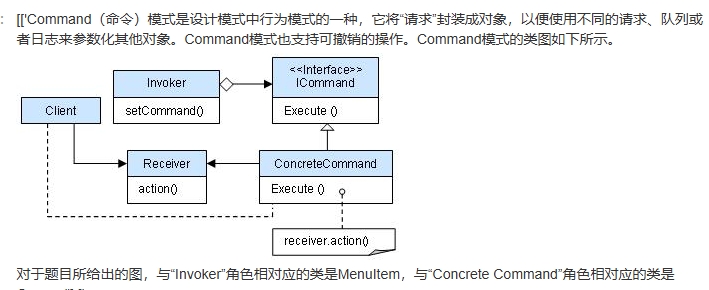 : [['Command（命令）模式是设计模式中行为模式的一种，它将“请求”封装成对象，以便使用不同的请求、队列或
者日志来参数化其他对象。Command模式也支持可撤销的操作。Command模式的类图如下所示。
<<Interface>>
Invoker
ICommand
Client
setCommand()
Execute ()
Receiver
ConcreteCommand
action()
Execute ()
receiver.action()
对于题目所给出的图，与“Invoker”角色相对应的类是MenuItem，与“Concrete Command”角色相对应的类是